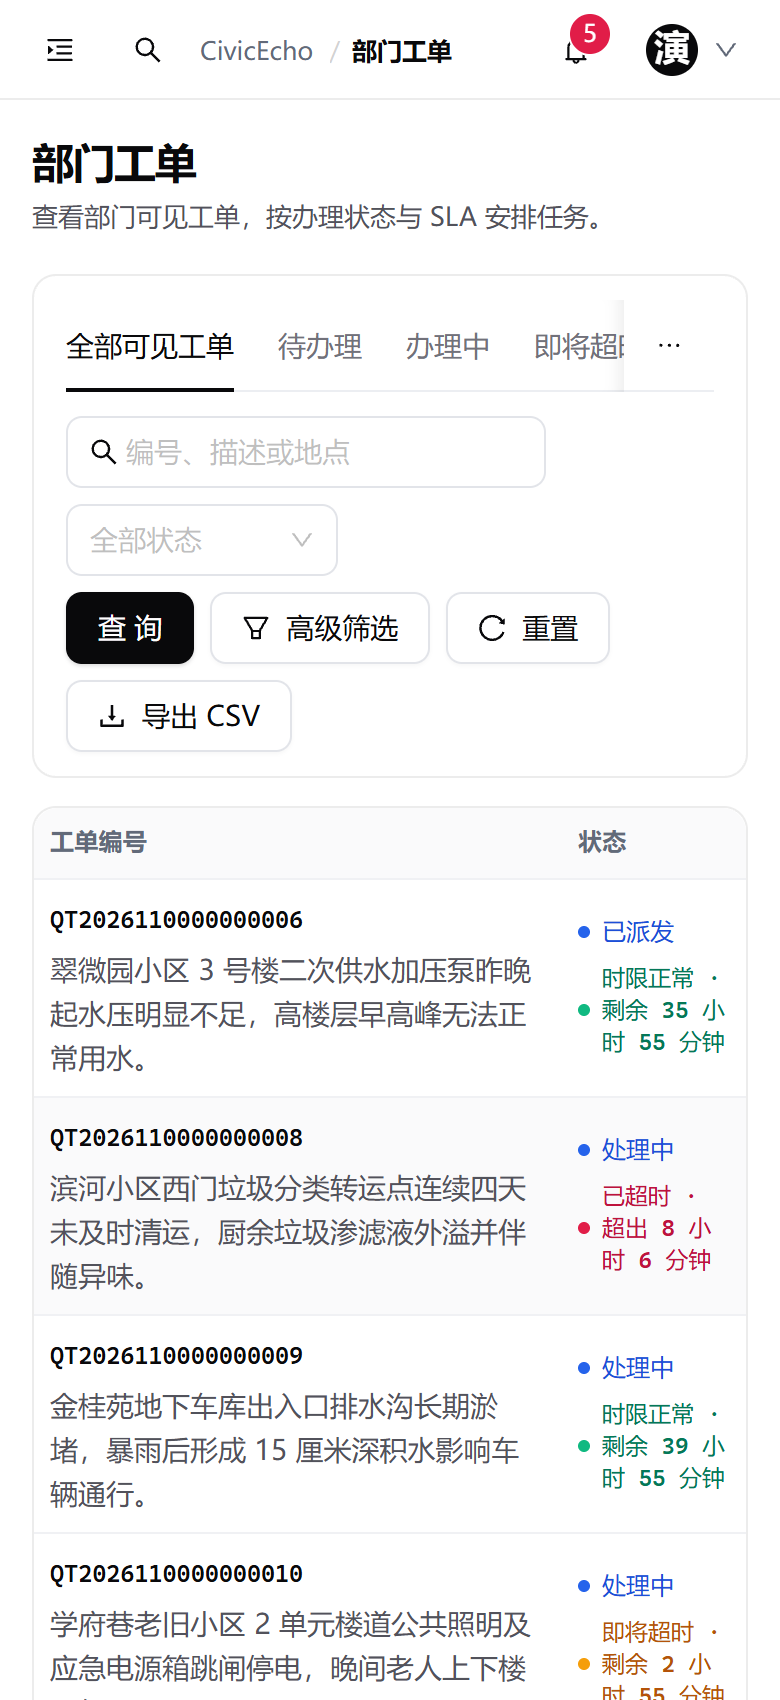 CivicEcho / 部门工单
5
演
部门工单
查看部门可见工单，按办理状态与 SLA 安排任务。
全部可见工单 待办理 办理中 即将超 ···
编号、描述或地点
全部状态
查 询 高级筛选 重置
导出 CSV
工单编号 状态
QT2026110000000006
翠微园小区 3 号楼二次供水加压泵昨晚
起水压明显不足，高楼层早高峰无法正
常用水。
已派发
时限正常 ·
剩余 35 小
时 55 分钟
QT2026110000000008
滨河小区西门垃圾分类转运点连续四天
未及时清运，厨余垃圾渗滤液外溢并伴
随异味。
处理中
已超时 ·
超出 8 小
时 6 分钟
QT2026110000000009
金桂苑地下车库出入口排水沟长期淤
堵，暴雨后形成 15 厘米深积水影响车
辆通行。
处理中
时限正常 ·
剩余 39 小
时 55 分钟
QT2026110000000010
学府巷老旧小区 2 单元楼道公共照明及
应急电源箱跳闸停电，晚间老人上下楼
处理中
即将超时 ·
剩余 2 小
时 55 分钟